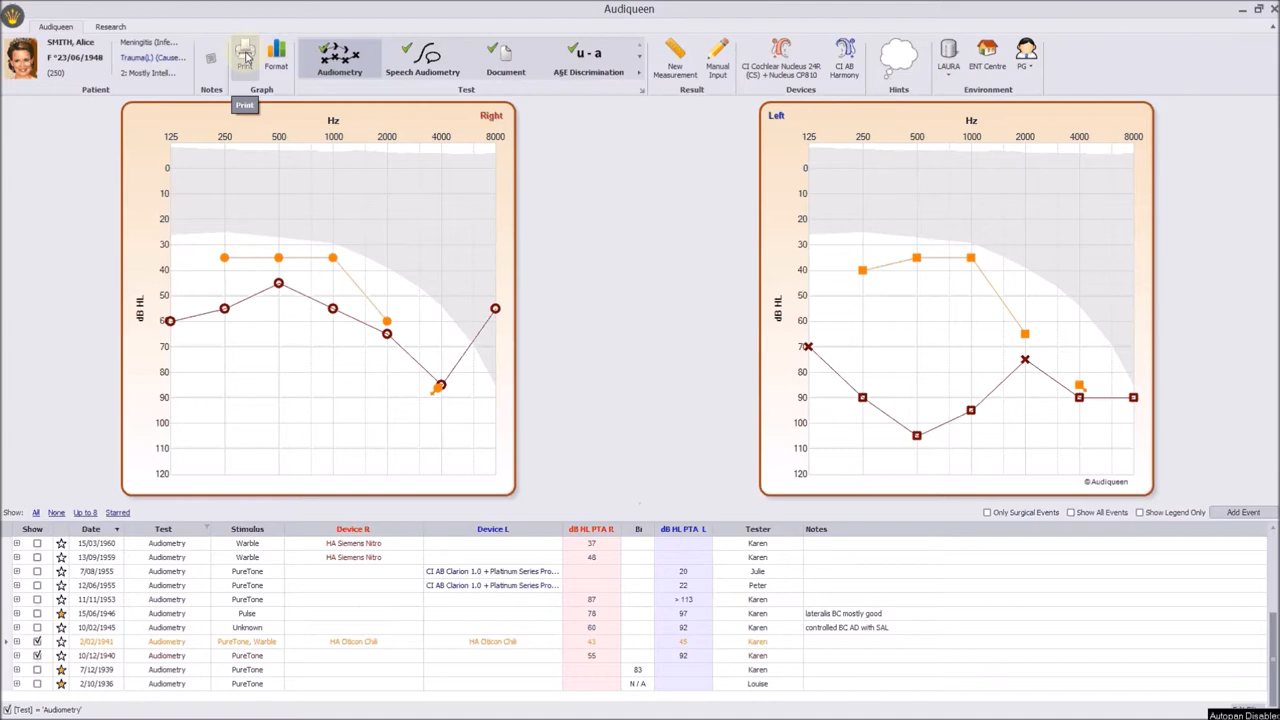 Audiqueen
Audiqueen Research
SMITH, Alice
F *23/06/1948
(250)
Meningitis (Infe...
Trauma(L) (Cause...
2: Mostly Intell...
Print
Format
Audiometry
Speech Audiometry
Document
u - a
A§E Discrimination
New Measurement
Manual Input
CI Cochlear Nucleus 24R (CS) + Nucleus CP810
CI AB Harmony
LAURA
ENT Centre
PG
Patient Notes Graph Test Result Devices Hints Environment
Print
Hz Right
125 250 500 1000 2000 4000 8000
0
10
20
30
40
50
60
70
80
90
100
110
120
dB HL
Left Hz
125 250 500 1000 2000 4000 8000
0
10
20
30
40
50
60
70
80
90
100
110
120
dB HL
© Audiqueen
Show: All None Up to 8 Starred Only Surgical Events Show All Events Show Legend Only Add Event
Show Date Test Stimulus Device R Device L dB HL PTA R Bi dB HL PTA L Tester Notes
15/03/1960 Audiometry Warble HA Siemens Nitro 37 Karen
13/09/1959 Audiometry Warble HA Siemens Nitro 48 Karen
7/08/1955 Audiometry PureTone CI AB Clarion 1.0 + Platinum Series Pro... 20 Julie
12/06/1955 Audiometry PureTone CI AB Clarion 1.0 + Platinum Series Pro... 22 Peter
11/11/1953 Audiometry PureTone 87 > 113 Karen
15/06/1946 Audiometry Pulse 78 97 Karen lateralis BC mostly good
10/02/1945 Audiometry Unknown 60 92 Karen controlled BC AD with SAL
2/02/1941 Audiometry PureTone, Warble HA Oticon Chili HA Oticon Chili 43 45 Karen
10/12/1940 Audiometry PureTone 55 92 Karen
7/12/1939 Audiometry PureTone 83 Karen
2/10/1936 Audiometry PureTone N / A Louise
[Test] = 'Audiometry'
Autopan Disable